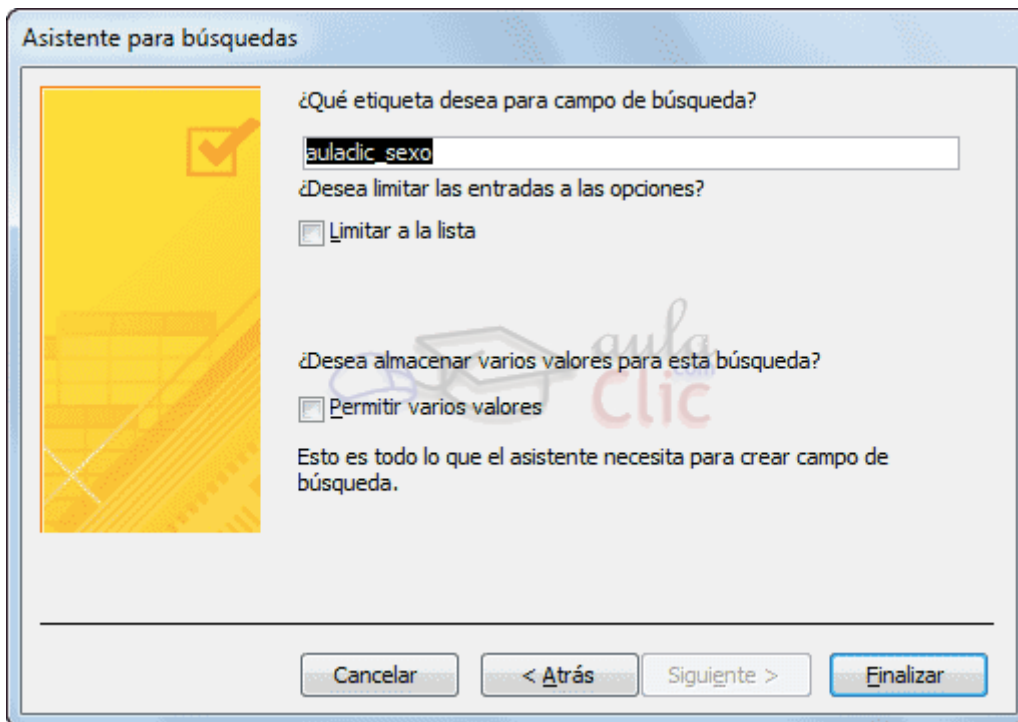 Asistente para búsquedas
¿Qué etiqueta desea para campo de búsqueda?
aulaclic_sexo
¿Desea limitar las entradas a las opciones?
Limitar a la lista
¿Desea almacenar varios valores para esta búsqueda?
aula
.com
Clic
Permitir varios valores
Esto es todo lo que el asistente necesita para crear campo de
búsqueda.
Cancelar
< Atrás
Siguiente >
Finalizar